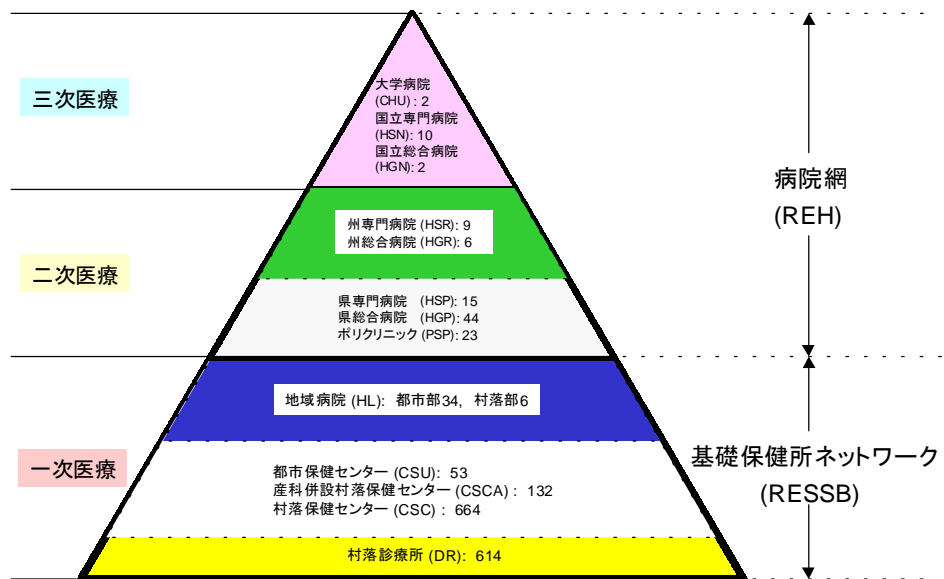 三次医療
大学病院
(CHU) : 2
国立専門病院
(HSN): 10
国立総合病院
(HGN) : 2
病院網
(REH)
二次医療
州専門病院 (HSR): 9
州総合病院 (HGR): 6
県専門病院 (HSP): 15
県総合病院 (HGP): 44
ポリクリニック (PSP): 23
一次医療
地域病院 (HL): 都市部34, 村落部6
都市保健センター (CSU) : 53
産科併設村落保健センター (CSCA) : 132
村落保健センター (CSC) : 664
村落診療所 (DR): 614
基礎保健所ネットワーク
(RESSB)